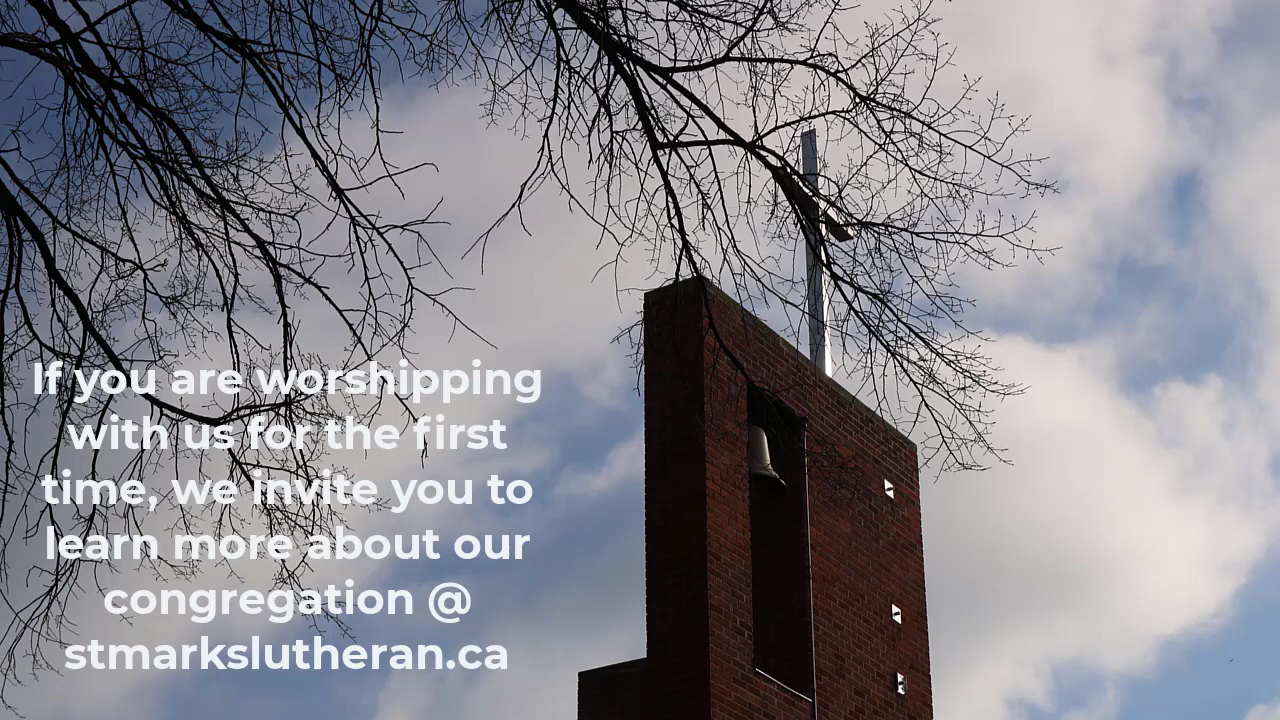 If you are worshipping
with us for the first
time, we invite you to
learn more about our
congregation @
stmarkslutheran.ca